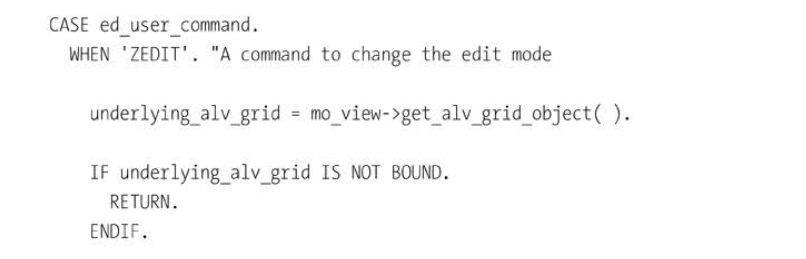 CASE ed_user_command.
WHEN 'ZEDIT'. "A command to change the edit mode
underlying_alv_grid = mo_view->get_alv_grid_object( ).
IF underlying_alv_grid IS NOT BOUND.
RETURN.
ENDIF.